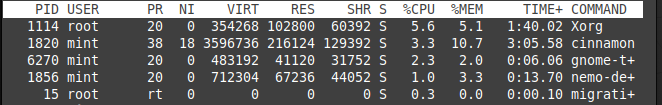 PID USER PR NI VIRT RES SHR S %CPU %MEM TIME+ COMMAND
1114 root 20 0 354268 102800 60392 S 5.6 5.1 1:40.02 Xorg
1820 mint 38 18 3596736 216124 129392 S 3.3 10.7 3:05.58 cinnamon
6270 mint 20 0 483192 41120 31752 S 2.3 2.0 0:06.06 gnome-t+
1856 mint 20 0 712304 67236 44052 S 1.0 3.3 0:13.70 nemo-de+
15 root rt 0 0 0 0 S 0.3 0.0 0:00.10 migrati+